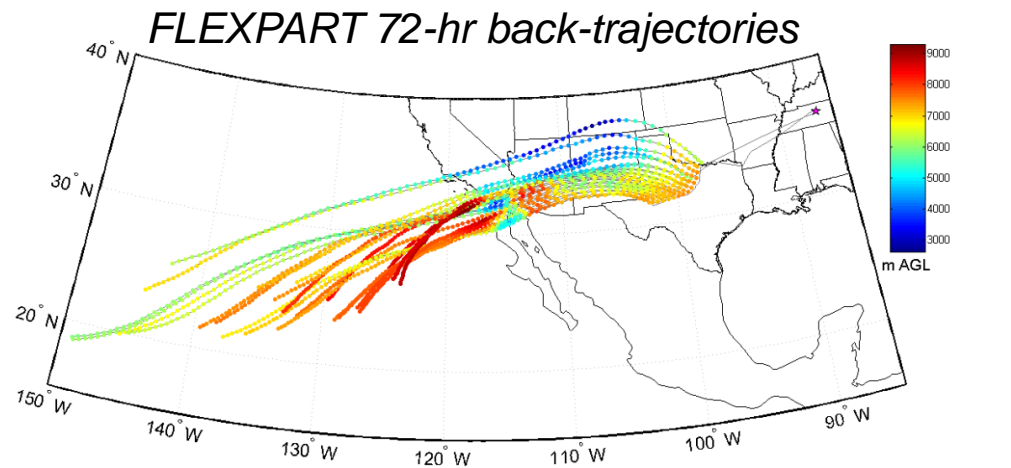 FLEXPART 72-hr back-trajectories
40° N
30° N
20° N
150° W
140° W
130° W
120° W
110° W
100° W
90° W
9000
8000
7000
6000
5000
4000
3000
m AGL